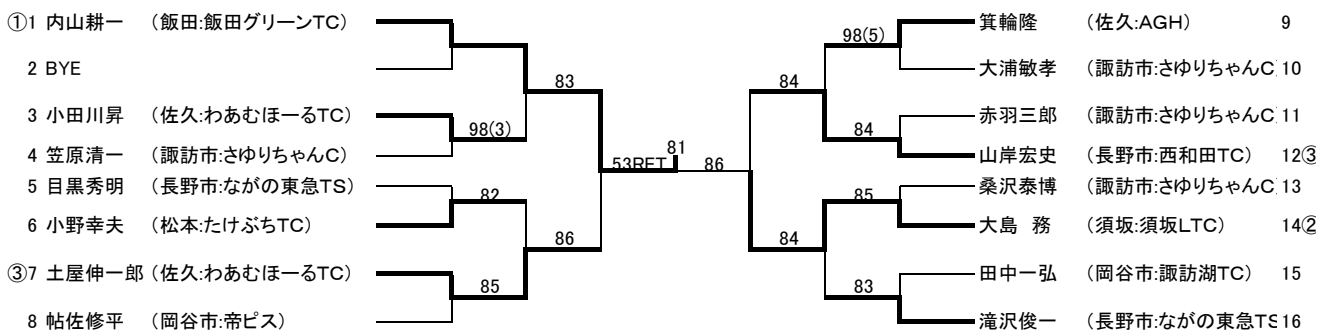 ①1 内山耕一 (飯田:飯田グリーンTC)
2 BYE
3 小田川昇 (佐久:わあむほーるTC)
4 笠原清一 (諏訪市:さゆりちゃんC)
5 目黒秀明 (長野市:ながの東急TS)
6 小野幸夫 (松本:たけぶちTC)
③7 土屋伸一郎 (佐久:わあむほーるTC)
8 帖佐修平 (岡谷市:帝ピス)
98(3)
82
85
83
86
53RET
81
86
84
84
98(5)
84
85
83
箕輪隆 (佐久:AGH) 9
大浦敏孝 (諏訪市:さゆりちゃんC 10
赤羽三郎 (諏訪市:さゆりちゃんC 11
山岸宏史 (長野市:西和田TC) 12③
桑沢泰博 (諏訪市:さゆりちゃんC 13
大島 務 (須坂:須坂LTC) 14②
田中一弘 (岡谷市:諏訪湖TC) 15
滝沢俊一 (長野市:ながの東急TS 16